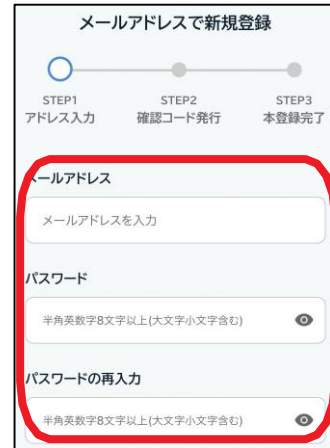 メールアドレスで新規登録
STEP1 STEP2 STEP3
アドレス入力 確認コード発行 本登録完了
メールアドレス
メールアドレスを入力
パスワード
半角英数字8文字以上(大文字小文字含む)
パスワードの再入力
半角英数字8文字以上(大文字小文字含む)